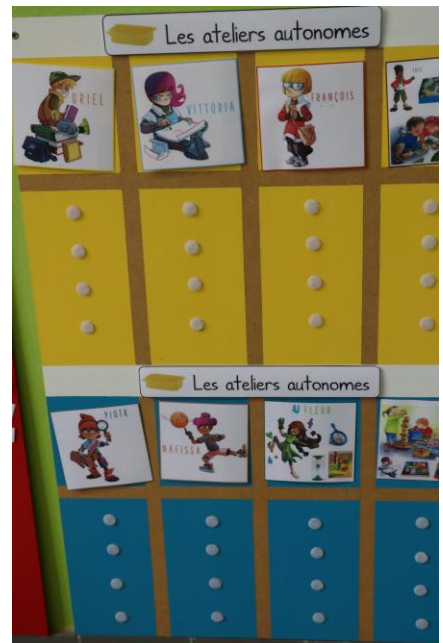 Les ateliers autonomes
URIEL
VITTORIA
FRANÇOIS
Les ateliers autonomes
PIOTR
NAFISSA
FLEUR